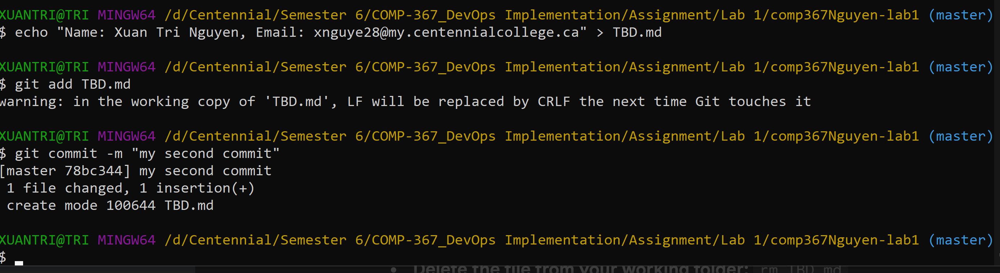 XUANTRI@TRI MINGW64 /d/Centennial/Semester 6/COMP-367_DevOps Implementation/Assignment/Lab 1/comp367Nguyen-lab1 (master)
$ echo "Name: Xuan Tri Nguyen, Email: xnguye28@my.centennialcollege.ca" > TBD.md
XUANTRI@TRI MINGW64 /d/Centennial/Semester 6/COMP-367_DevOps Implementation/Assignment/Lab 1/comp367Nguyen-lab1 (master)
$ git add TBD.md
warning: in the working copy of 'TBD.md', LF will be replaced by CRLF the next time Git touches it
XUANTRI@TRI MINGW64 /d/Centennial/Semester 6/COMP-367_DevOps Implementation/Assignment/Lab 1/comp367Nguyen-lab1 (master)
$ git commit -m "my second commit"
[master 78bc344] my second commit
 1 file changed, 1 insertion(+)
 create mode 100644 TBD.md
XUANTRI@TRI MINGW64 /d/Centennial/Semester 6/COMP-367_DevOps Implementation/Assignment/Lab 1/comp367Nguyen-lab1 (master)
$
• Delete the file from your working folder: rm TBD.md